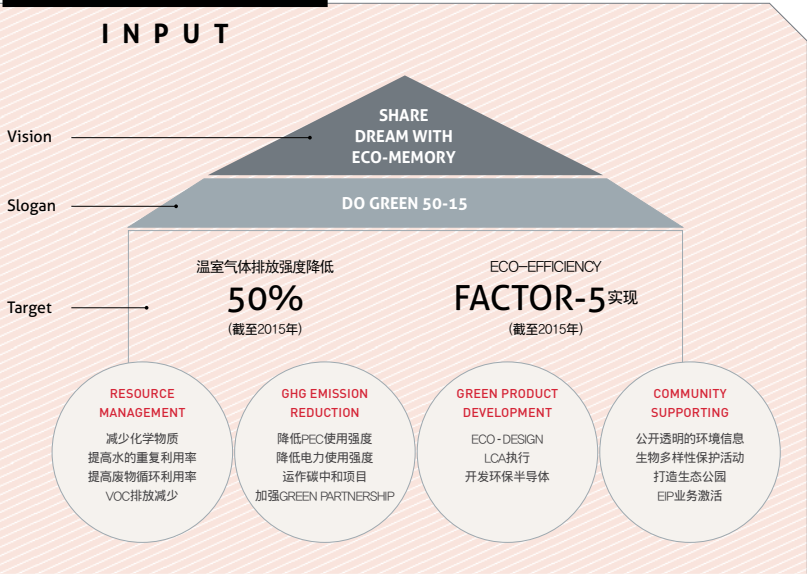 INPUT
Vision
SHARE
DREAM WITH
ECO-MEMORY
Slogan
DO GREEN 50-15
Target
温室气体排放强度降低
50%
(截至2015年)
ECO-EFFICIENCY
FACTOR-5实现
(截至2015年)
RESOURCE
MANAGEMENT
减少化学物质
提高水的重复利用率
提高废物循环利用率
VOC排放减少
GHG EMISSION
REDUCTION
降低PEC使用强度
降低电力使用强度
运作碳中和项目
加强GREEN PARTNERSHIP
GREEN PRODUCT
DEVELOPMENT
ECO-DESIGN
LCA执行
开发环保半导体
COMMUNITY
SUPPORTING
公开透明的环境信息
生物多样性保护活动
打造生态公园
EIP业务激活